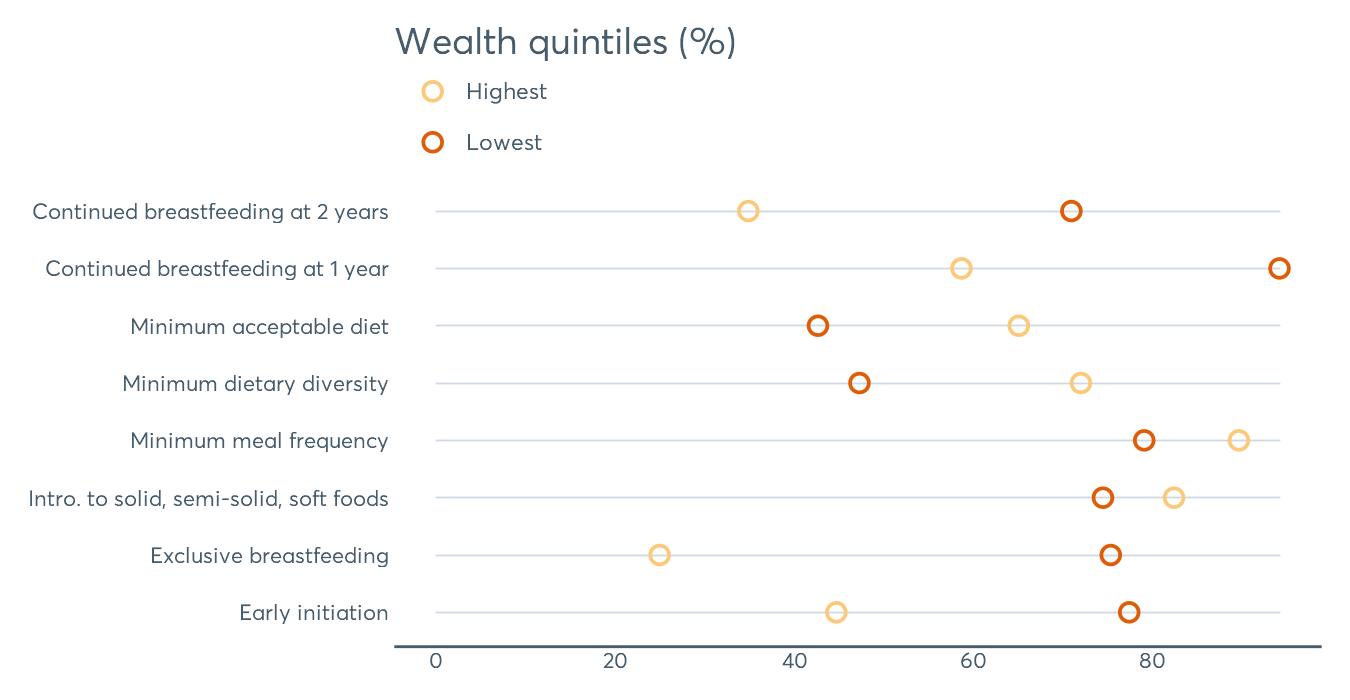 Wealth quintiles (%)
Highest
Lowest
Continued breastfeeding at 2 years
Continued breastfeeding at 1 year
Minimum acceptable diet
Minimum dietary diversity
Minimum meal frequency
Intro. to solid, semi-solid, soft foods
Exclusive breastfeeding
Early initiation
0 20 40 60 80